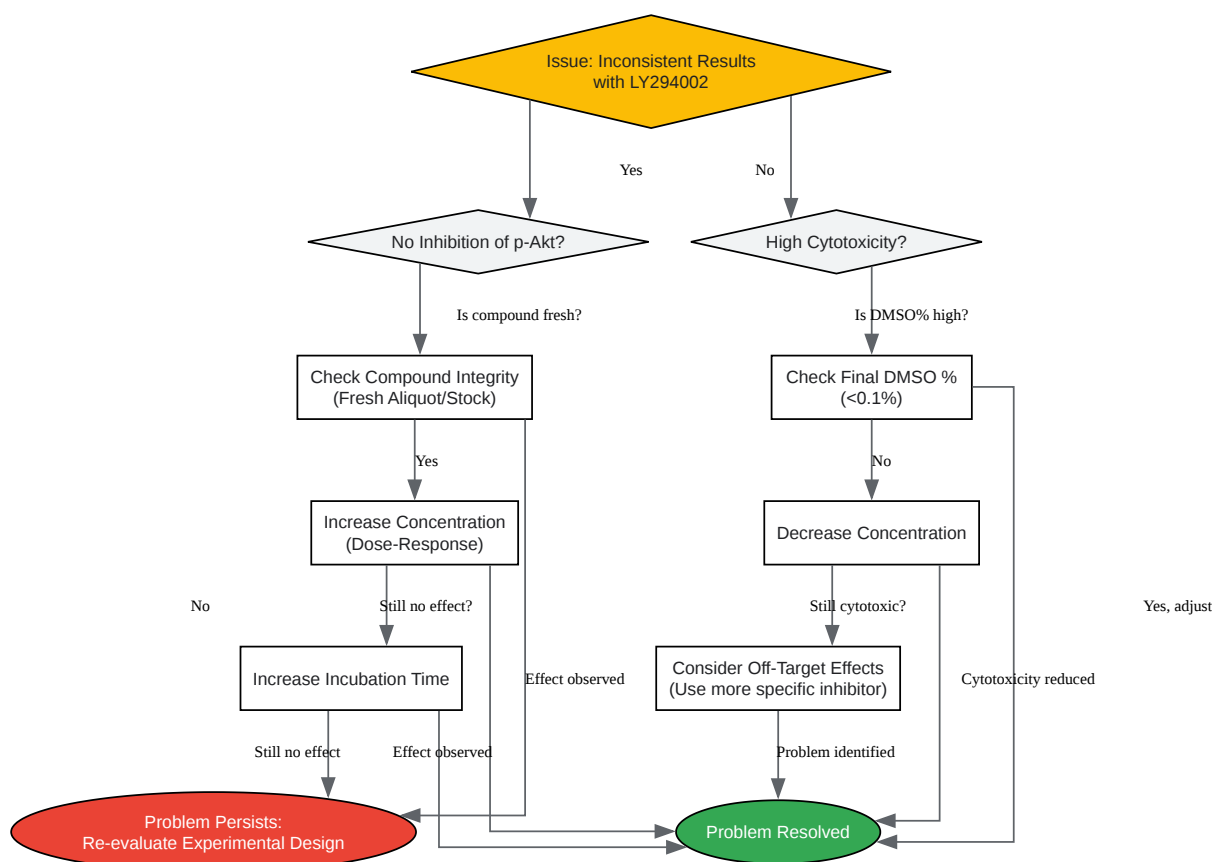 Issue: Inconsistent Results
with LY294002
Yes
No
No Inhibition of p-Akt?
High Cytotoxicity?
Is compound fresh?
Is DMSO% high?
Check Compound Integrity
(Fresh Aliquot/Stock)
Check Final DMSO %
(<0.1%)
Yes
No
Increase Concentration
(Dose-Response)
Decrease Concentration
No
Still no effect?
Still cytotoxic?
Yes, adjust
Increase Incubation Time
Consider Off-Target Effects
(Use more specific inhibitor)
Effect observed
Cytotoxicity reduced
Still no effect
Effect observed
Problem identified
Problem Persists:
Re-evaluate Experimental Design
Problem Resolved